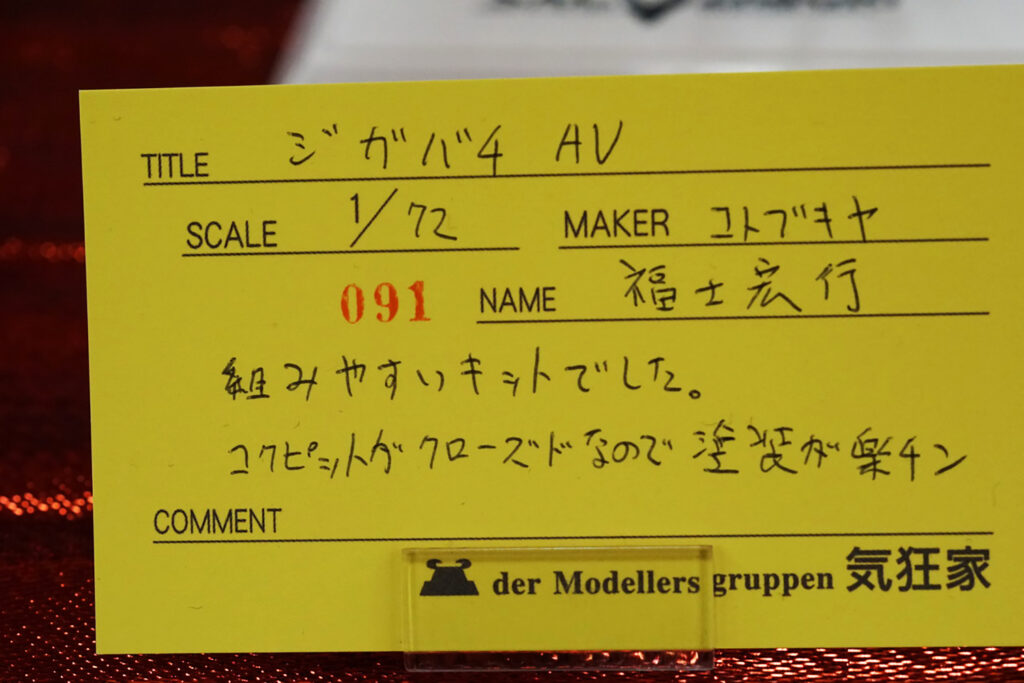 TITLE ジガバチ AV
SCALE 1/72 MAKER コトブキヤ
091 NAME 福士宏行
組みやすいキットでした。
コクピットがクローズドなので塗装が楽チン
COMMENT
der Modellers gruppen 気狂家